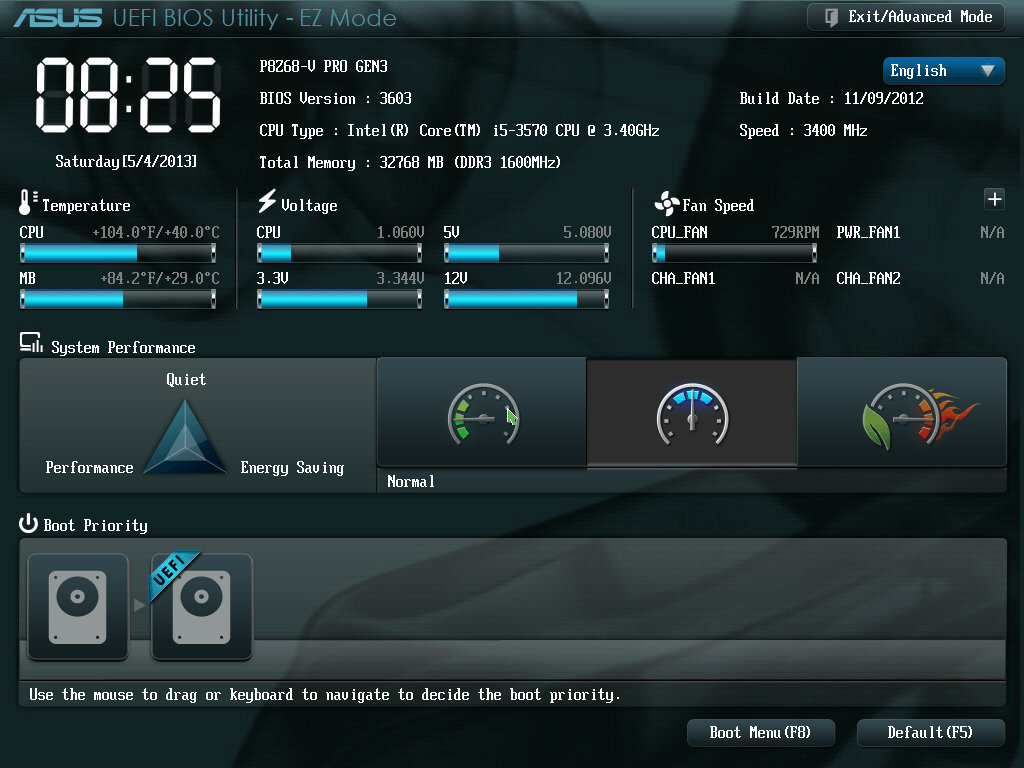 ASUS UEFI BIOS Utility - EZ Mode
Exit/Advanced Mode
08:25
Saturday[5/4/2013]
P8Z68-V PRO GEN3
English
BIOS Version : 3603
Build Date : 11/09/2012
CPU Type : Intel(R) Core(TM) i5-3570 CPU @ 3.40GHz
Speed : 3400 MHz
Total Memory : 32768 MB (DDR3 1600MHz)
Temperature
CPU +104.0°F/+40.0°C
MB +84.2°F/+29.0°C
Voltage
CPU 1.060V 5V 5.080V
3.3V 3.344V 12V 12.096V
Fan Speed
CPU_FAN 729RPM PWR_FAN1 N/A
CHA_FAN1 N/A CHA_FAN2 N/A
System Performance
Quiet
Performance Energy Saving
Normal
Boot Priority
UEFI
Use the mouse to drag or keyboard to navigate to decide the boot priority.
Boot Menu(F8) Default(F5)